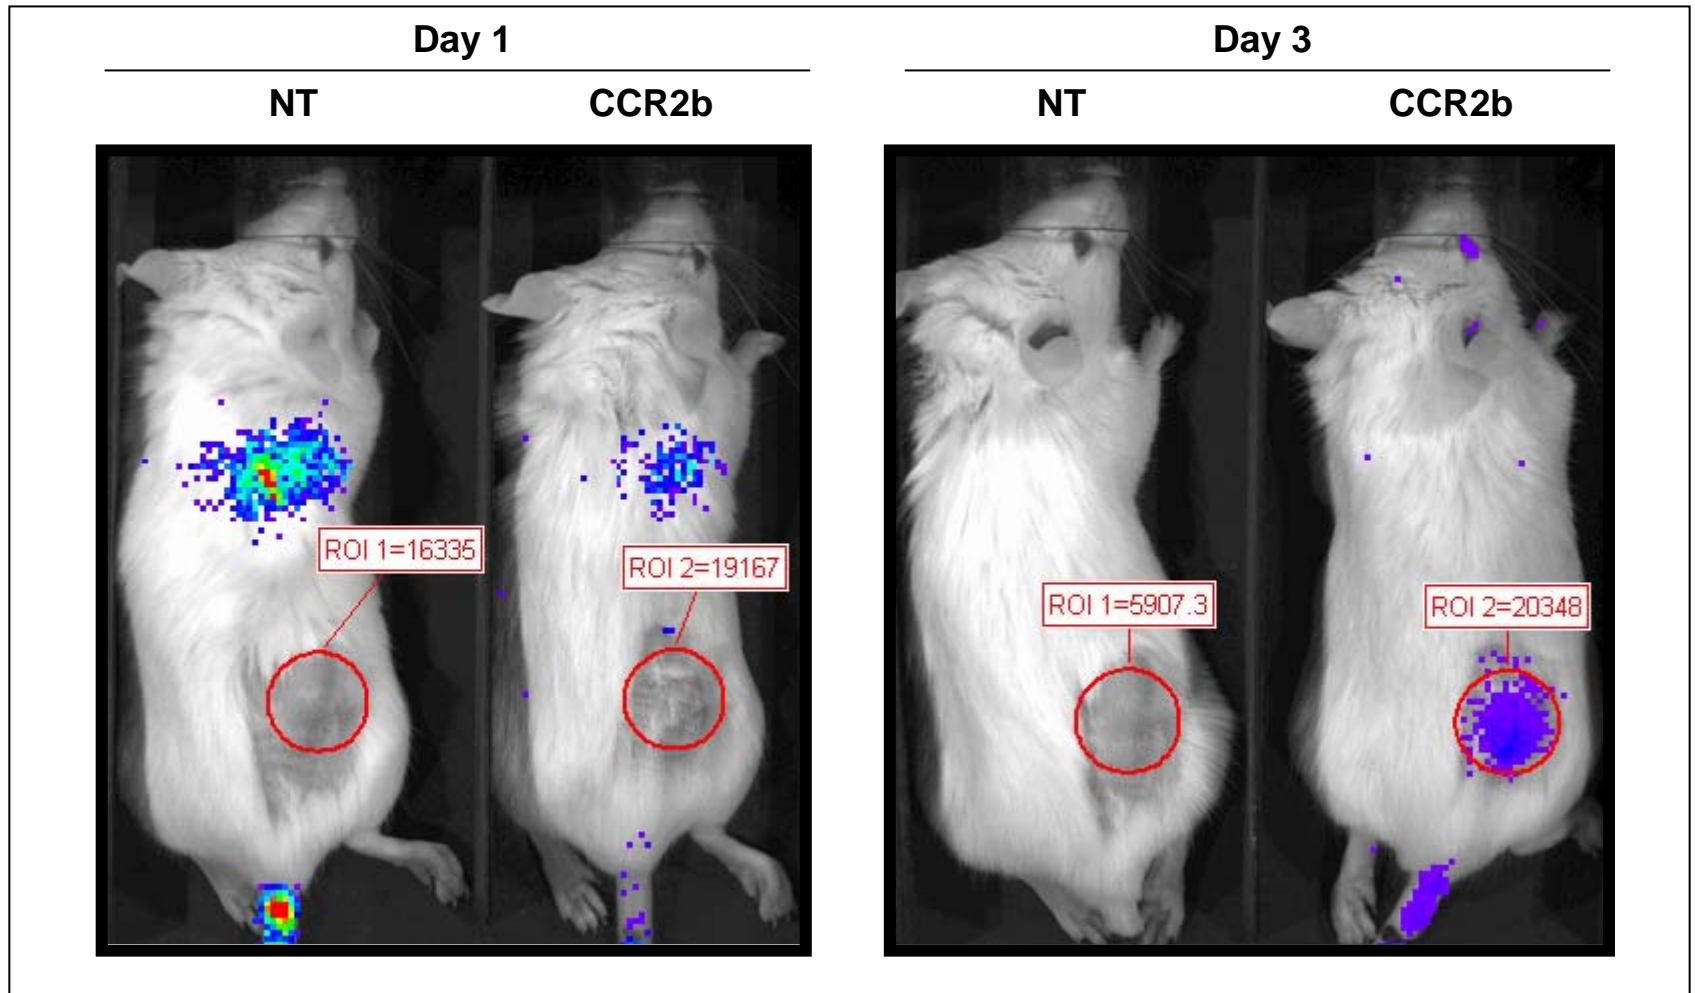 Day 1
Day 3
NT
CCR2b
NT
CCR2b
ROI 1=16335
ROI 2=19167
ROI 1=5907.3
ROI 2=20348